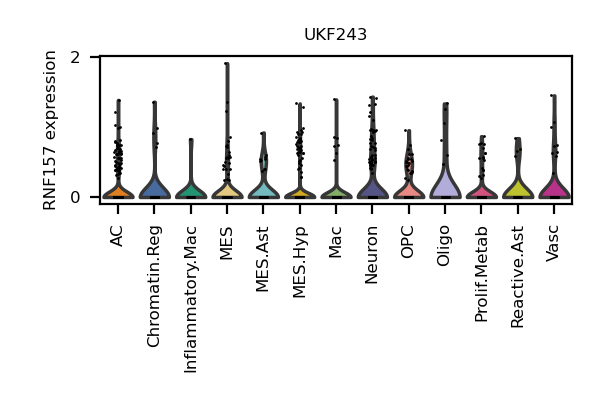 UKF243
RNF157 expression
2
0
AC
Chromatin.Reg
Inflammatory.Mac
MES
MES.Ast
MES.Hyp
Mac
Neuron
OPC
Oligo
Prolif.Metab
Reactive.Ast
Vasc